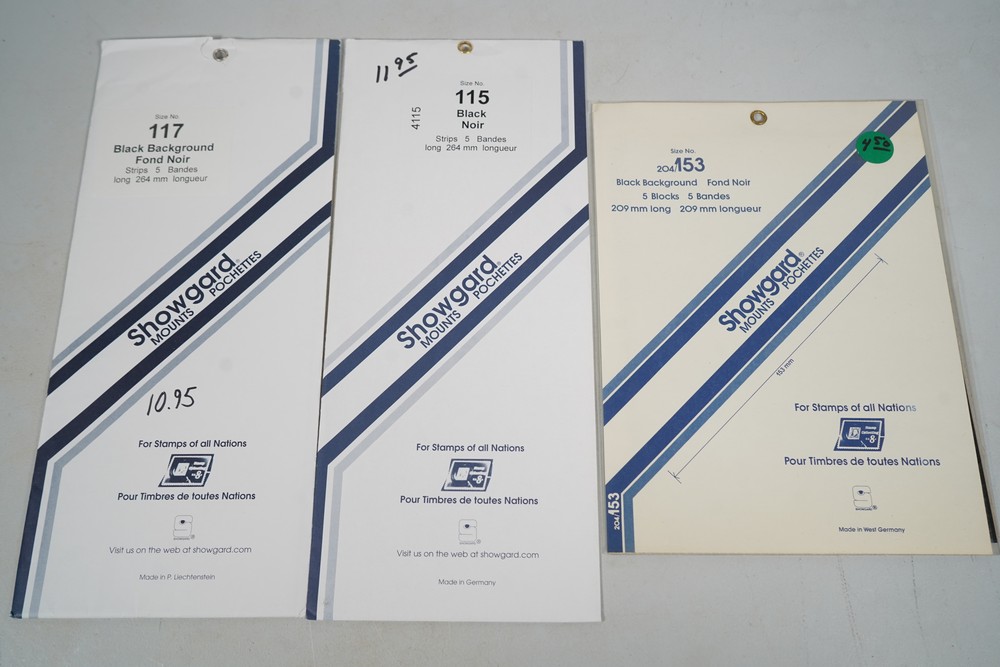 Size No.
117
Black Background
Fond Noir
Strips 5 Bandes
long 264 mm longueur
Showgard®
MOUNTS POCHETTES
10.95
For Stamps of all Nations
Pour Timbres de toutes Nations
Visit us on the web at showgard.com
Made in P. Liechtenstein
11 95
4115
Size No.
115
Black
Noir
Strips 5 Bandes
long 264 mm longueur
Showgard®
MOUNTS POCHETTES
For Stamps of all Nations
Pour Timbres de toutes Nations
Visit us on the web at showgard.com
Made in Germany
4 50
Size No.
204/153
Black Background Fond Noir
5 Blocks 5 Bandes
209 mm long 209 mm longueur
Showgard®
MOUNTS POCHETTES
153 mm
For Stamps of all Nations
Pour Timbres de toutes Nations
204/153
Made in West Germany